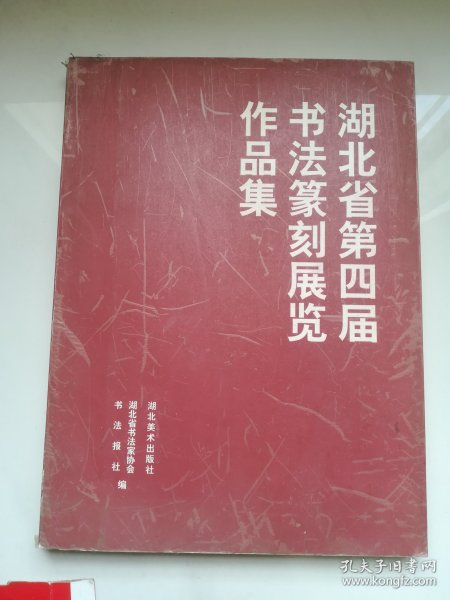 湖北省第四届
书法篆刻展览
作品集
湖北美术出版社
湖北省书法家协会
书法报社 编
孔夫子旧书网
www.kongfz.com